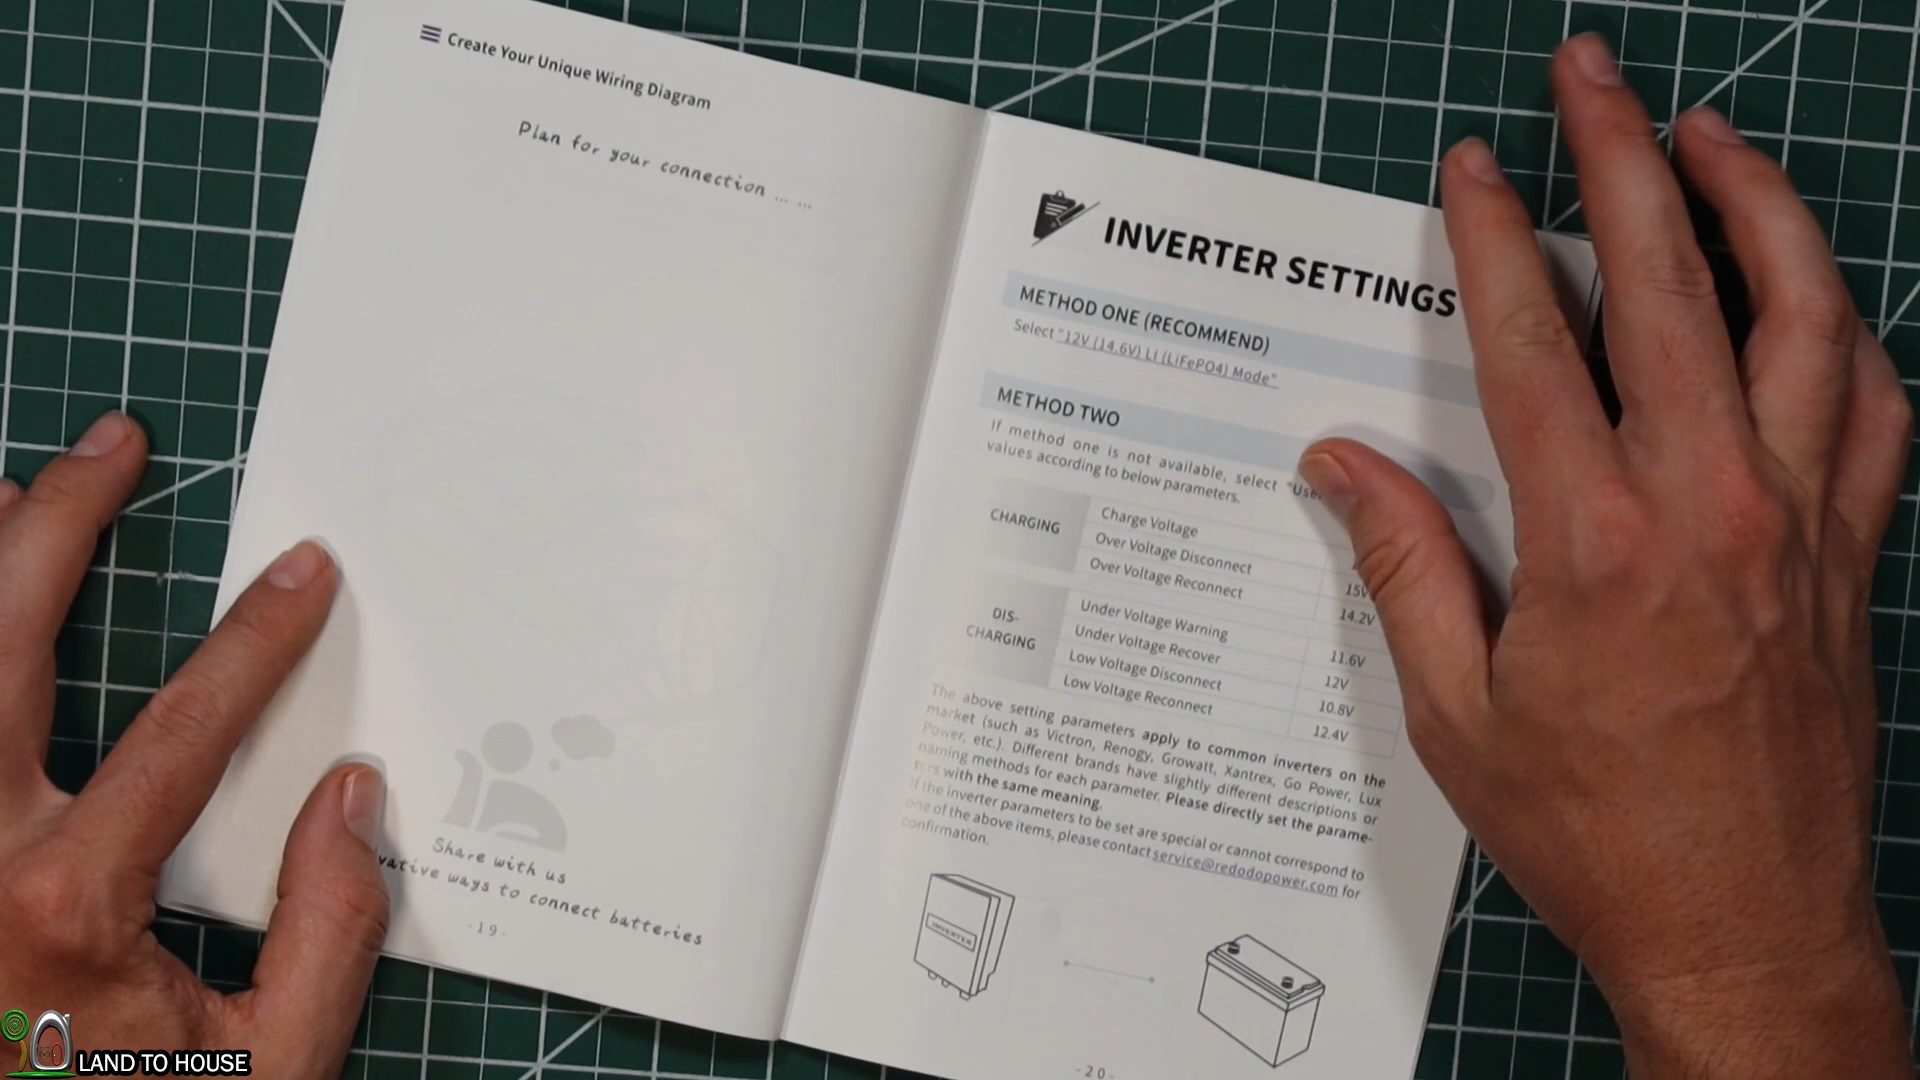 Create Your Unique Wiring Diagram
Plan for your connection ... ...
Share with us
vative ways to connect batteries
-19-
INVERTER SETTINGS
METHOD ONE (RECOMMEND)
Select "12V (14.6V) LI (LiFePO4) Mode"
METHOD TWO
If method one is not available, select "Use
values according to below parameters.
CHARGING
Charge Voltage
Over Voltage Disconnect
15V
Over Voltage Reconnect
14.2V
DIS-
CHARGING
Under Voltage Warning
11.6V
Under Voltage Recover
12V
Low Voltage Disconnect
10.8V
Low Voltage Reconnect
12.4V
The above setting parameters apply to common inverters on the
market (such as Victron, Renogy, Growatt, Xantrex, Go Power, Lux
Power, etc.). Different brands have slightly different descriptions or
naming methods for each parameter. Please directly set the parame-
ters with the same meaning.
If the inverter parameters to be set are special or cannot correspond to
one of the above items, please contact service@redodopower.com for
confirmation.
INVERTER
-20-
LAND TO HOUSE